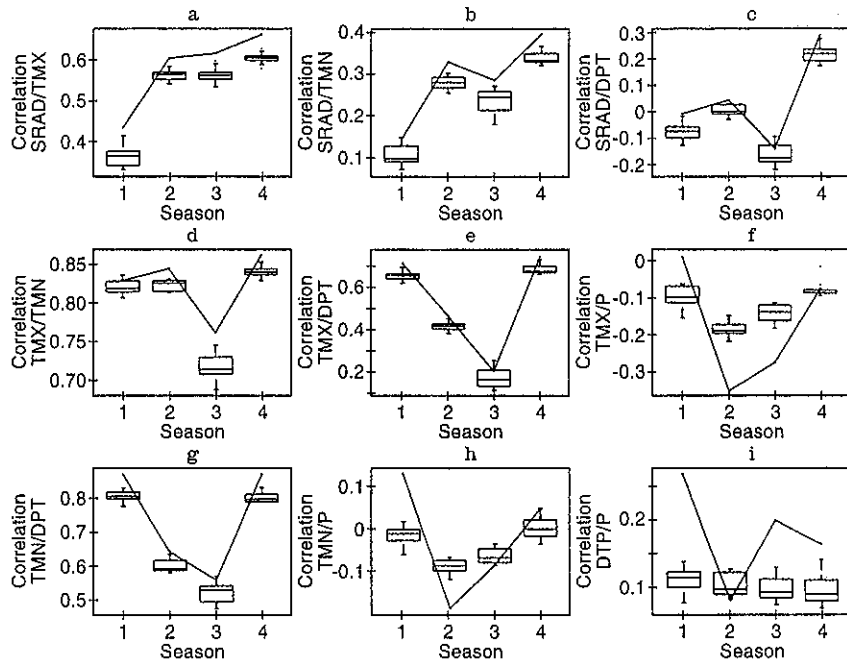 a
Correlation
SRAD/TMX
0.6
0.5
0.4
1 2 3 4
Season
b
Correlation
SRAD/TMN
0.4
0.3
0.2
0.1
1 2 3 4
Season
c
Correlation
SRAD/DPT
0.3
0.2
0
-0.1
-0.2
1 2 3 4
Season
d
Correlation
TMX/TMN
0.85
0.80
0.70
1 2 3 4
Season
e
Correlation
TMX/DPT
0.6
0.4
0.2
1 2 3 4
Season
f
Correlation
TMX/P
0
-0.1
-0.2
-0.3
1 2 3 4
Season
g
Correlation
TMN/DPT
0.8
0.7
0.6
0.5
1 2 3 4
Season
h
Correlation
TMN/P
0.1
0
-0.1
1 2 3 4
Season
i
Correlation
DTP/P
0.2
0.1
1 2 3 4
Season